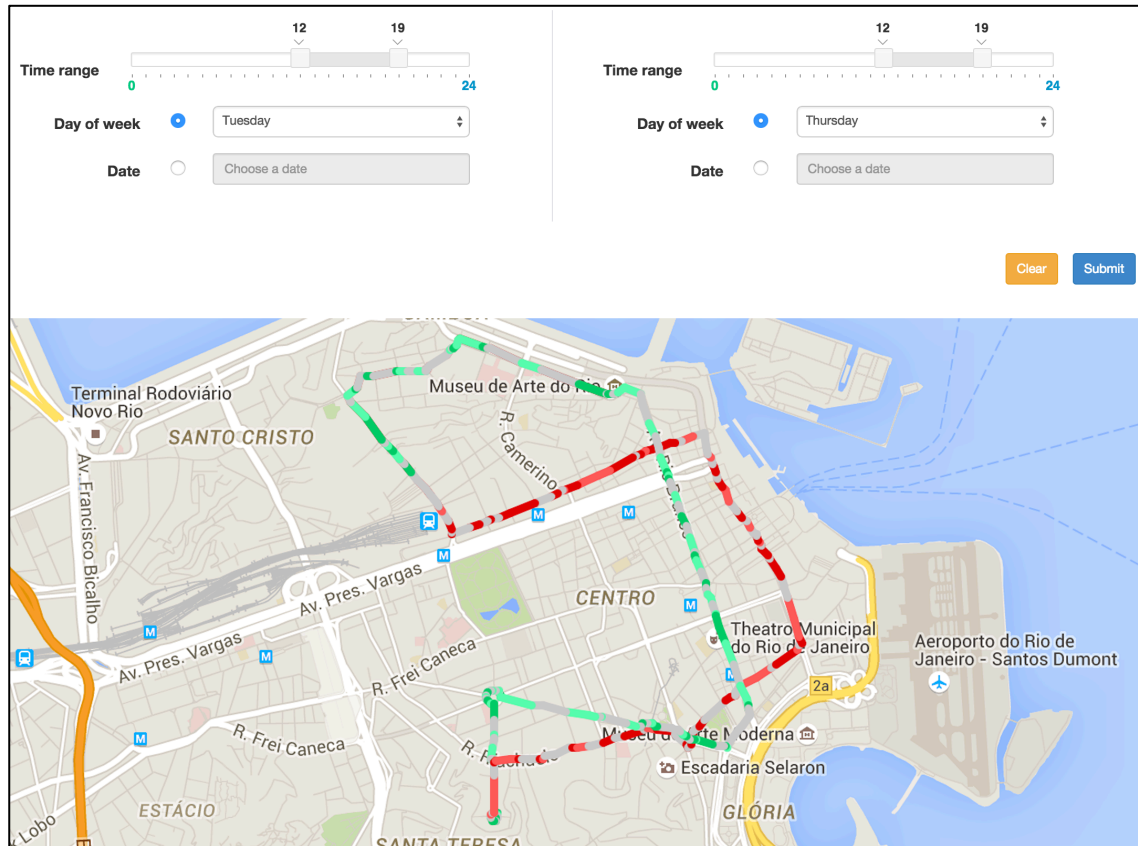 12 19
Time range
0 24
Day of week
Tuesday
Date
Choose a date
12 19
Time range
0 24
Day of week
Thursday
Date
Choose a date
Clear
Submit
Terminal Rodoviário
Novo Rio
Museu de Arte do Rio
SANTO CRISTO
R. Camerino
Av. Francisco Bicalho
M
M
M
M
Av. Pres. Vargas
CENTRO
M
M
Av. Pres. Vargas
M
R. Frei Caneca
Theatro Municipal
do Rio de Janeiro
Aeroporto do Rio de
Janeiro - Santos Dumont
M
2a
M
R. Frei Caneca
Escadaria Selaron
ESTÁCIO
GLÓRIA
Lobo
SANTA TERESA